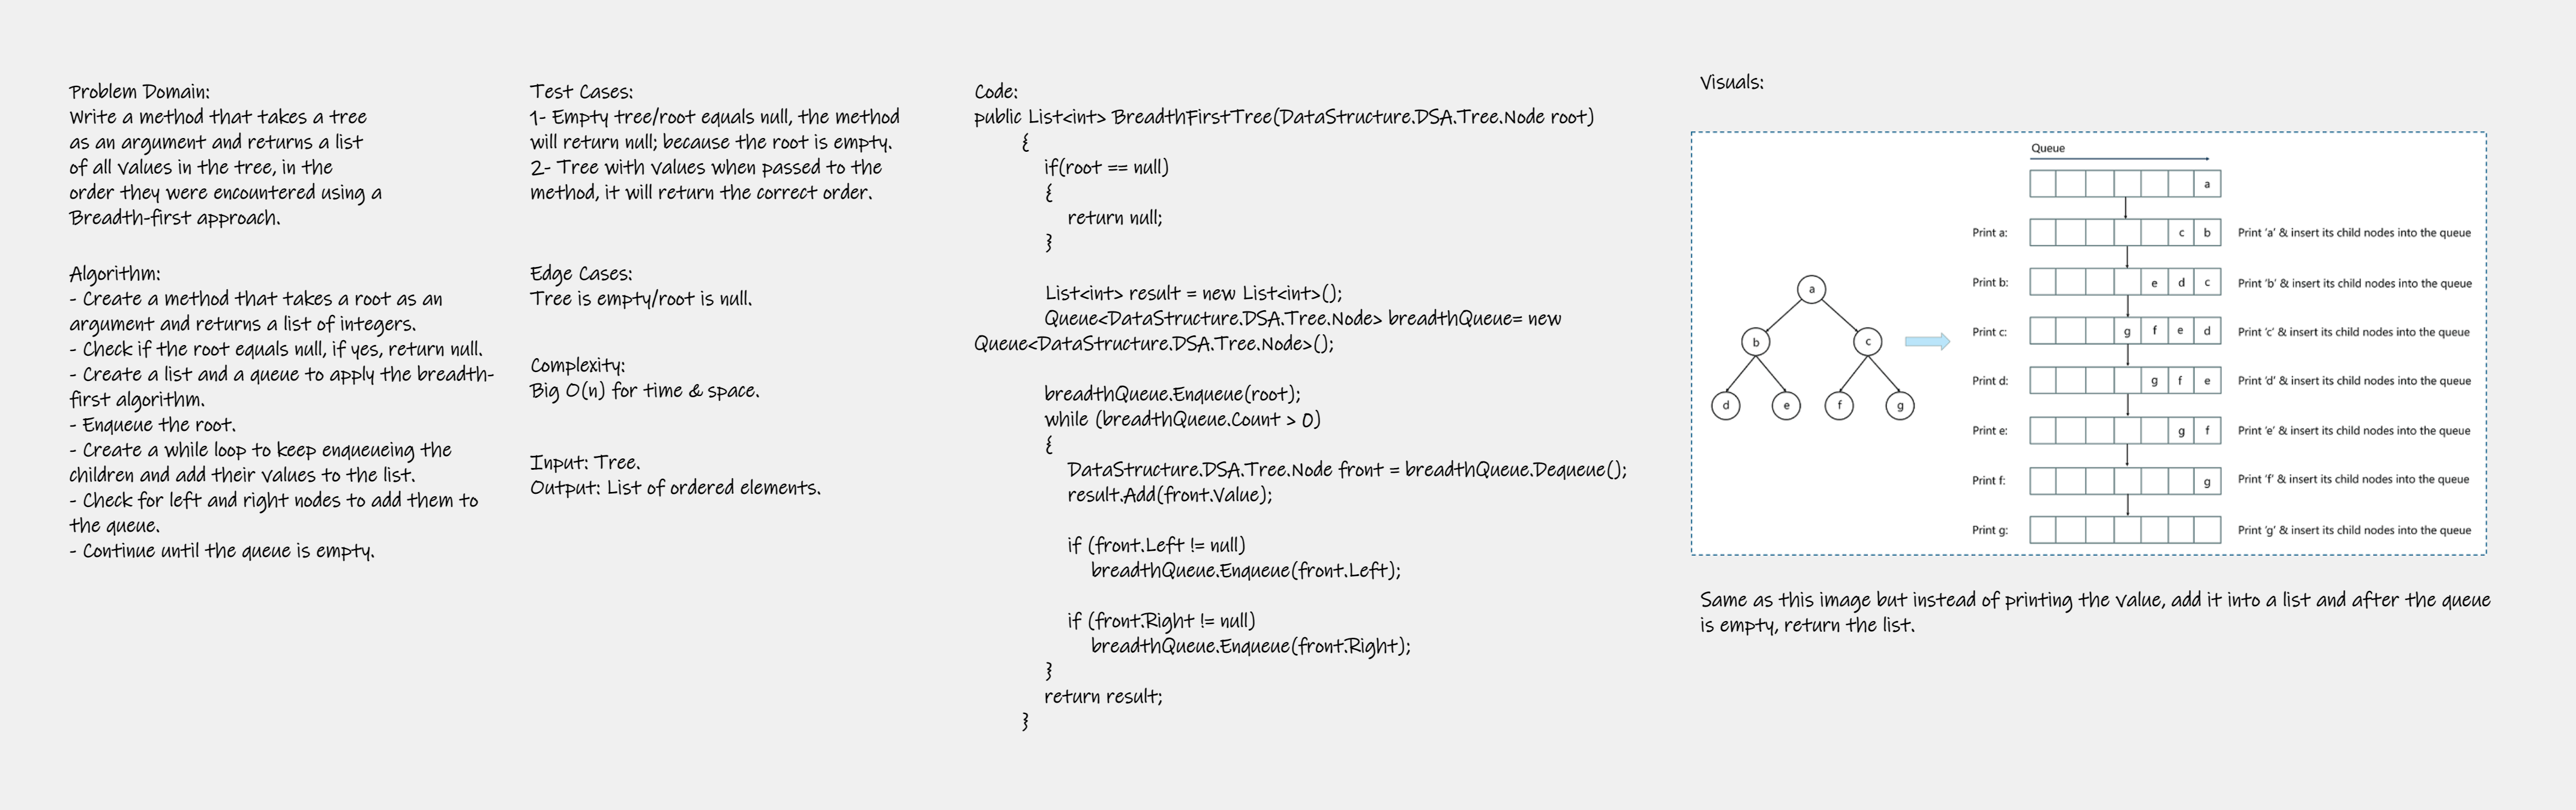 Problem Domain:
Write a method that takes a tree
as an argument and returns a list
of all values in the tree, in the
order they were encountered using a
Breadth-first approach.
Algorithm:
- Create a method that takes a root as an
argument and returns a list of integers.
- Check if the root equals null, if yes, return null.
- Create a list and a queue to apply the breadth-
first algorithm.
- Enqueue the root.
- Create a while loop to keep enqueueing the
children and add their values to the list.
- Check for left and right nodes to add them to
the queue.
- Continue until the queue is empty.
Test Cases:
1- Empty tree/root equals null, the method
will return null; because the root is empty.
2- Tree with values when passed to the
method, it will return the correct order.
Edge Cases:
Tree is empty/root is null.
Complexity:
Big O(n) for time & space.
Input: Tree.
Output: List of ordered elements.
Code:
public List<int> BreadthFirstTree(DataStructure.DSA.Tree.Node root)
{
if(root == null)
{
return null;
}
List<int> result = new List<int>();
Queue<DataStructure.DSA.Tree.Node> breadthQueue= new
Queue<DataStructure.DSA.Tree.Node>();
breadthQueue.Enqueue(root);
while (breadthQueue.Count > 0)
{
DataStructure.DSA.Tree.Node front = breadthQueue.Dequeue();
result.Add(front.Value);
if (front.Left != null)
breadthQueue.Enqueue(front.Left);
if (front.Right != null)
breadthQueue.Enqueue(front.Right);
}
return result;
}
Visuals:
a
b c
d e f g
Queue
a
Print a: c b Print 'a' & insert its child nodes into the queue
Print b: e d c Print 'b' & insert its child nodes into the queue
Print c: g f e d Print 'c' & insert its child nodes into the queue
Print d: g f e Print 'd' & insert its child nodes into the queue
Print e: g f Print 'e' & insert its child nodes into the queue
Print f: g Print 'f' & insert its child nodes into the queue
Print g: Print 'g' & insert its child nodes into the queue
Same as this image but instead of printing the value, add it into a list and after the queue
is empty, return the list.